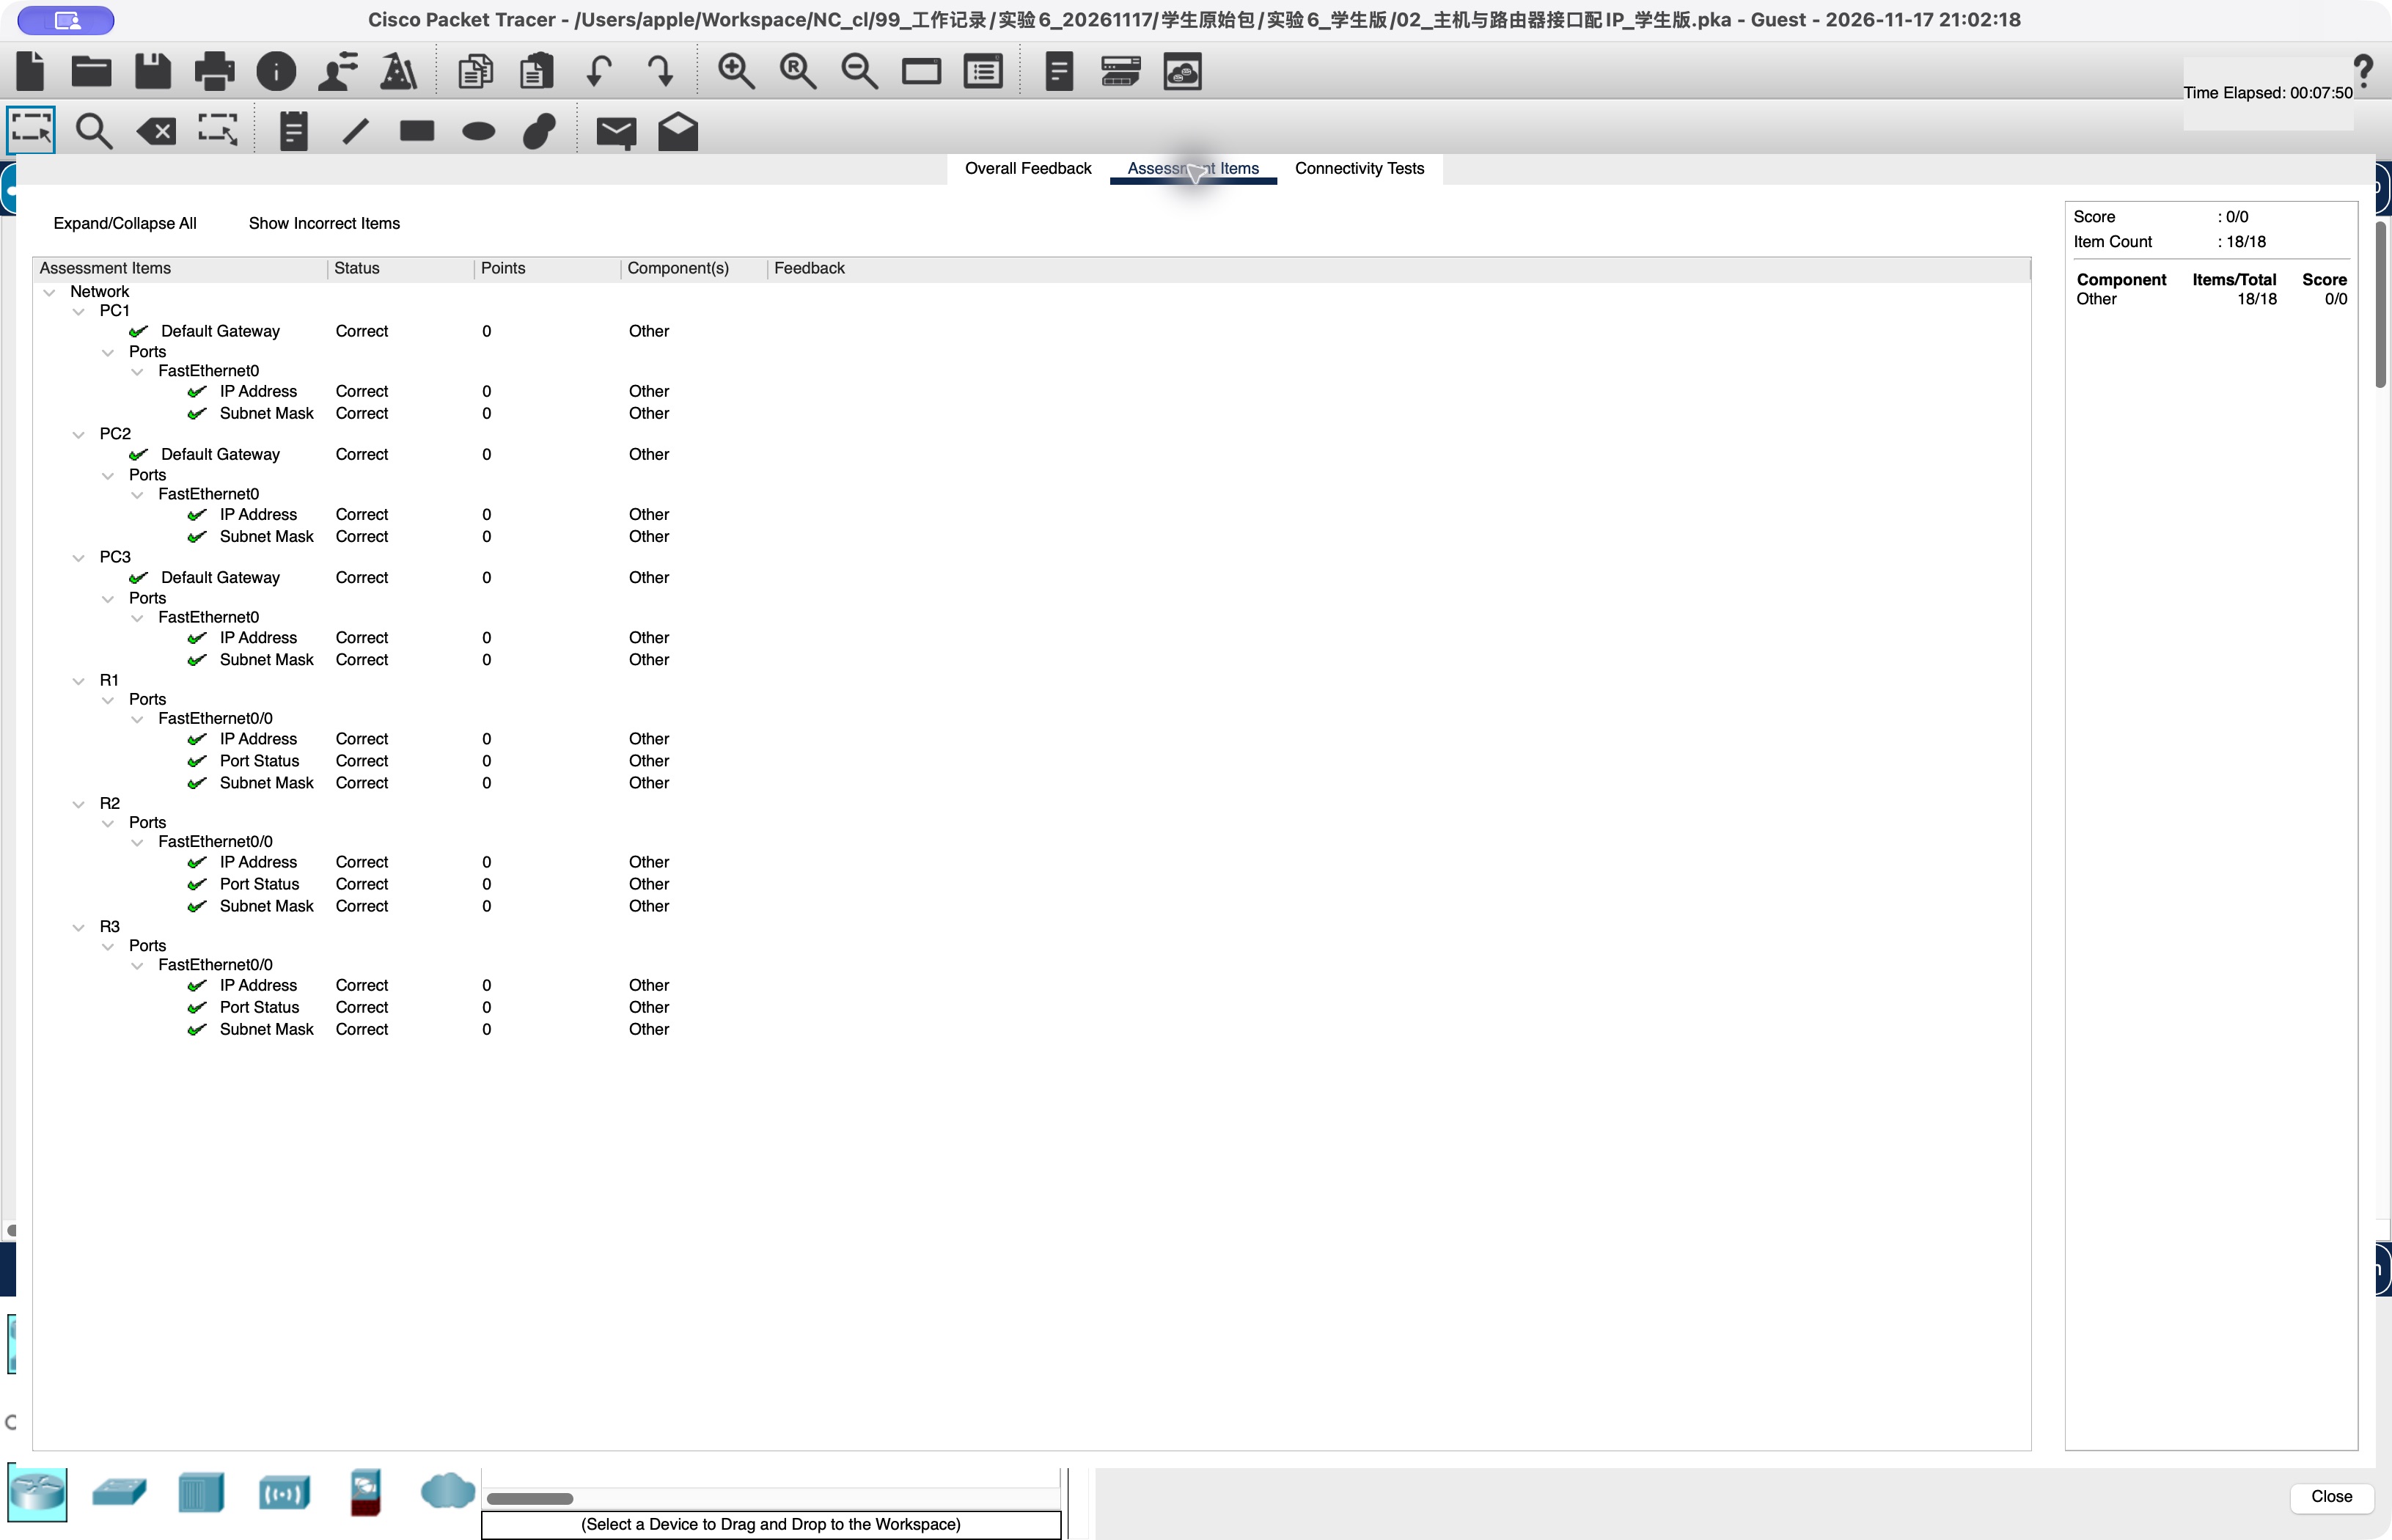 Cisco Packet Tracer - /Users/apple/Workspace/NC_cl/99_工作记录/实验6_20261117/学生原始包/实验6_学生版/02_主机与路由器接口配IP_学生版.pka - Guest - 2026-11-17 21:02:18
Time Elapsed: 00:07:50
Overall Feedback Assessment Items Connectivity Tests
Expand/Collapse All Show Incorrect Items
Score : 0/0
Item Count : 18/18
Component Items/Total Score
Other 18/18 0/0
Assessment Items Status Points Component(s) Feedback
Network
PC1
Default Gateway Correct 0 Other
Ports
FastEthernet0
IP Address Correct 0 Other
Subnet Mask Correct 0 Other
PC2
Default Gateway Correct 0 Other
Ports
FastEthernet0
IP Address Correct 0 Other
Subnet Mask Correct 0 Other
PC3
Default Gateway Correct 0 Other
Ports
FastEthernet0
IP Address Correct 0 Other
Subnet Mask Correct 0 Other
R1
Ports
FastEthernet0/0
IP Address Correct 0 Other
Port Status Correct 0 Other
Subnet Mask Correct 0 Other
R2
Ports
FastEthernet0/0
IP Address Correct 0 Other
Port Status Correct 0 Other
Subnet Mask Correct 0 Other
R3
Ports
FastEthernet0/0
IP Address Correct 0 Other
Port Status Correct 0 Other
Subnet Mask Correct 0 Other
Close
(Select a Device to Drag and Drop to the Workspace)